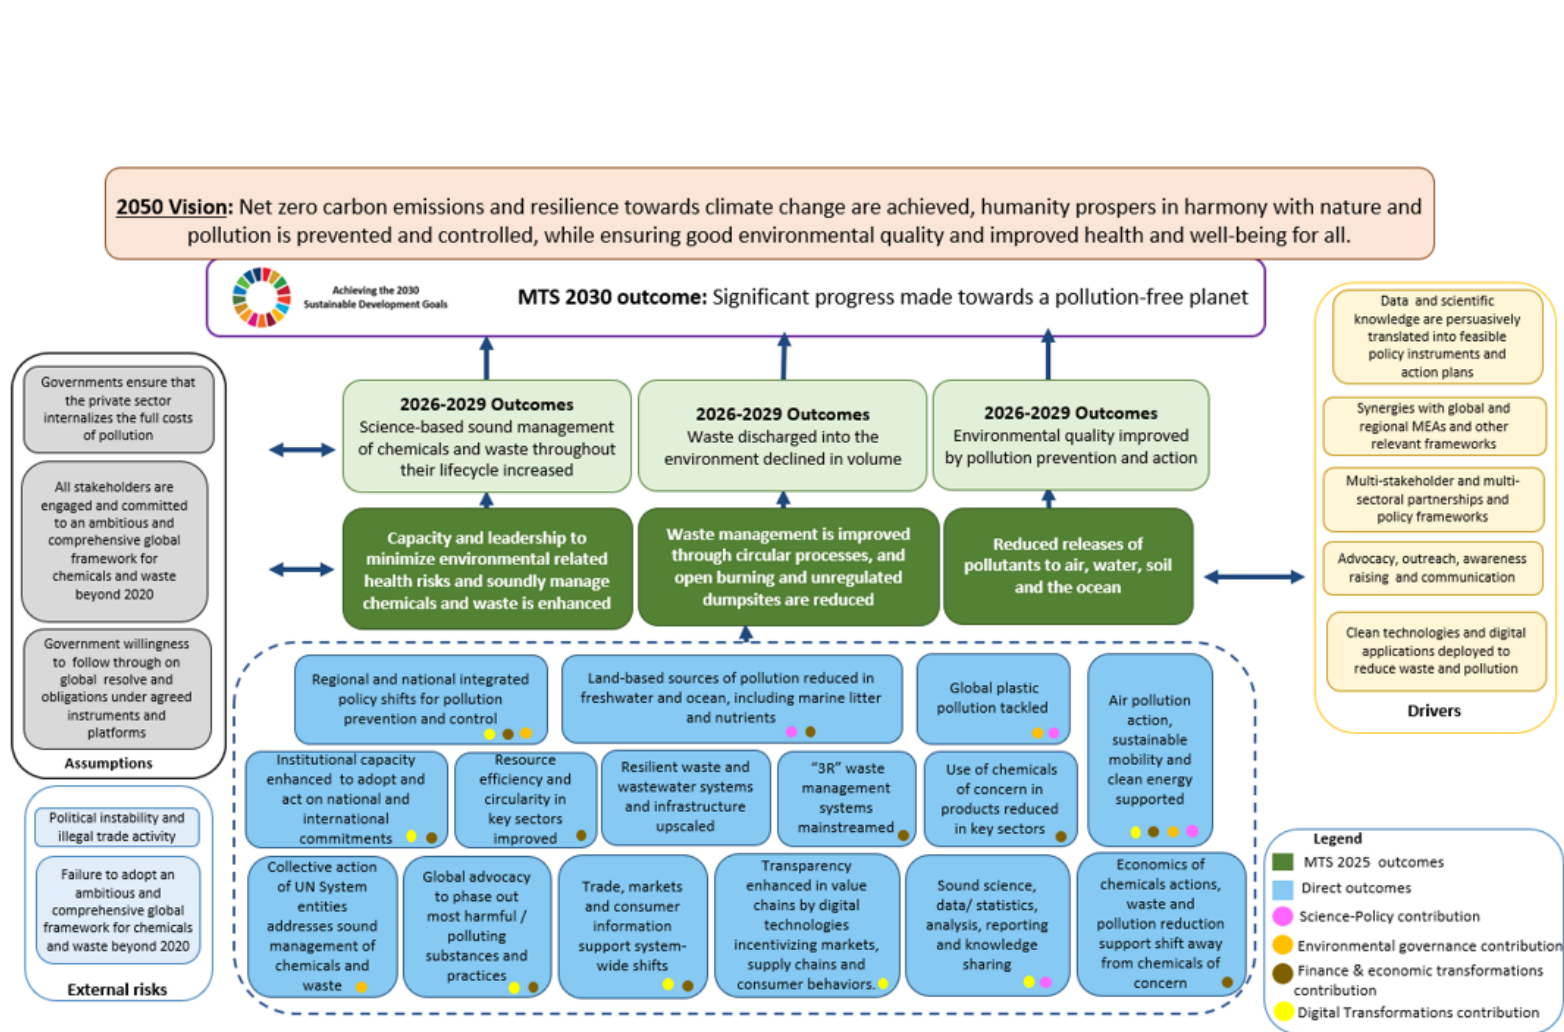 2050 Vision: Net zero carbon emissions and resilience towards climate change are achieved, humanity prospers in harmony with nature and
pollution is prevented and controlled, while ensuring good environmental quality and improved health and well-being for all.
Achieving the 2030
Sustainable Development Goals
MTS 2030 outcome: Significant progress made towards a pollution-free planet
Governments ensure that
the private sector
internalizes the full costs
of pollution
All stakeholders are
engaged and committed
to an ambitious and
comprehensive global
framework for
chemicals and waste
beyond 2020
Government willingness
to follow through on
global resolve and
obligations under agreed
instruments and
platforms
Assumptions
Political instability and
illegal trade activity
Failure to adopt an
ambitious and
comprehensive global
framework for chemicals
and waste beyond 2020
External risks
2026-2029 Outcomes
Science-based sound management
of chemicals and waste throughout
their lifecycle increased
2026-2029 Outcomes
Waste discharged into the
environment declined in volume
2026-2029 Outcomes
Environmental quality improved
by pollution prevention and action
Capacity and leadership to
minimize environmental related
health risks and soundly manage
chemicals and waste is enhanced
Waste management is improved
through circular processes, and
open burning and unregulated
dumpsites are reduced
Reduced releases of
pollutants to air, water, soil
and the ocean
Regional and national integrated
policy shifts for pollution
prevention and control
Land-based sources of pollution reduced in
freshwater and ocean, including marine litter
and nutrients
Global plastic
pollution tackled
Air pollution
action,
sustainable
mobility and
clean energy
supported
Institutional capacity
enhanced to adopt and
act on national and
international
commitments
Resource
efficiency and
circularity in
key sectors
improved
Resilient waste and
wastewater systems
and infrastructure
upscaled
“3R” waste
management
systems
mainstreamed
Use of chemicals
of concern in
products reduced
in key sectors
Collective action
of UN System
entities
addresses sound
management of
chemicals and
waste
Global advocacy
to phase out
most harmful /
polluting
substances and
practices
Trade, markets
and consumer
information
support system-
wide shifts
Transparency
enhanced in value
chains by digital
technologies
incentivizing markets,
supply chains and
consumer behaviors.
Sound science,
data/ statistics,
analysis, reporting
and knowledge
sharing
Economics of
chemicals actions,
waste and
pollution reduction
support shift away
from chemicals of
concern
Data and scientific
knowledge are persuasively
translated into feasible
policy instruments and
action plans
Synergies with global and
regional MEAs and other
relevant frameworks
Multi-stakeholder and multi-
sectoral partnerships and
policy frameworks
Advocacy, outreach, awareness
raising and communication
Clean technologies and digital
applications deployed to
reduce waste and pollution
Drivers
Legend
MTS 2025 outcomes
Direct outcomes
Science-Policy contribution
Environmental governance contribution
Finance & economic transformations
contribution
Digital Transformations contribution